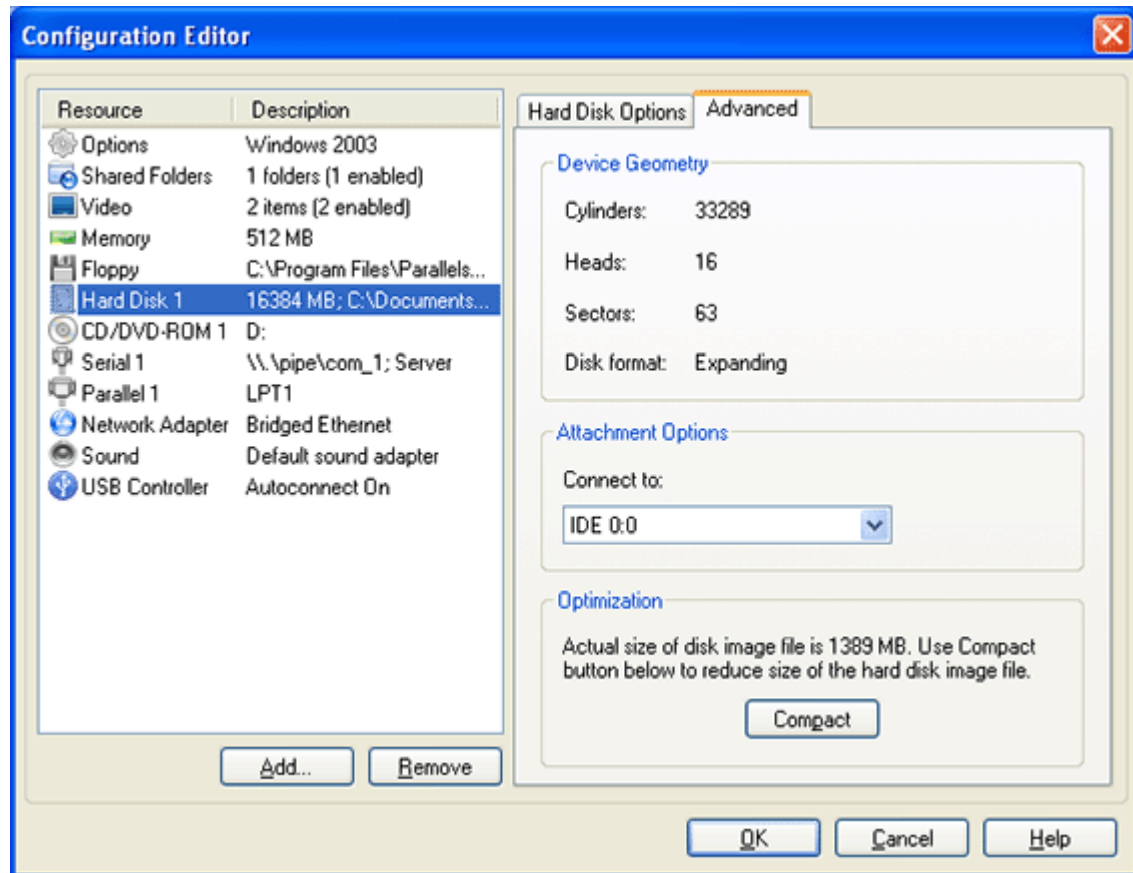 Configuration Editor
Resource Description
Options Windows 2003
Shared Folders 1 folders (1 enabled)
Video 2 items (2 enabled)
Memory 512 MB
Floppy C:\Program Files\Parallels...
Hard Disk 1 16384 MB; C:\Documents...
CD/DVD-ROM 1 D:
Serial 1 \\.\pipe\com_1; Server
Parallel 1 LPT1
Network Adapter Bridged Ethernet
Sound Default sound adapter
USB Controller Autoconnect On
Add... Remove
Hard Disk Options Advanced
Device Geometry
Cylinders: 33289
Heads: 16
Sectors: 63
Disk format: Expanding
Attachment Options
Connect to:
IDE 0:0
Optimization
Actual size of disk image file is 1389 MB. Use Compact
button below to reduce size of the hard disk image file.
Compact
OK Cancel Help